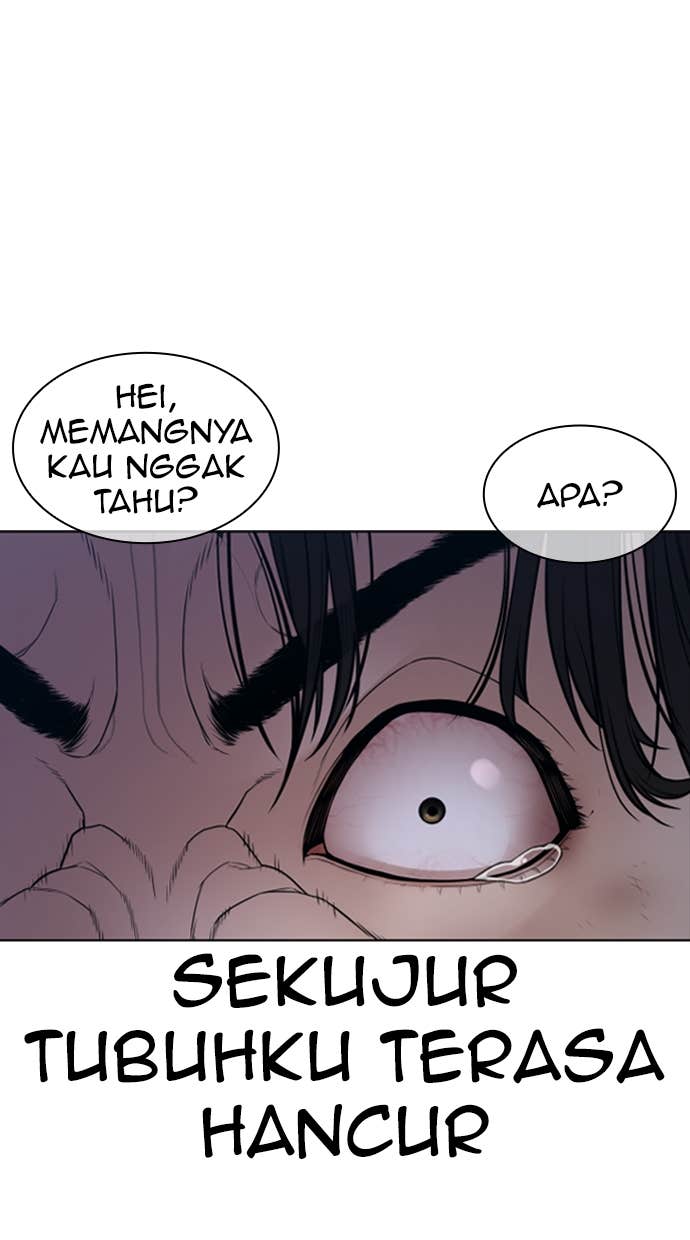 HEI,
MEMANGNYA
KAU NGGAK
TAHU?
APA?
SEKUJUR
TUBUHKU TERASA
HANCUR